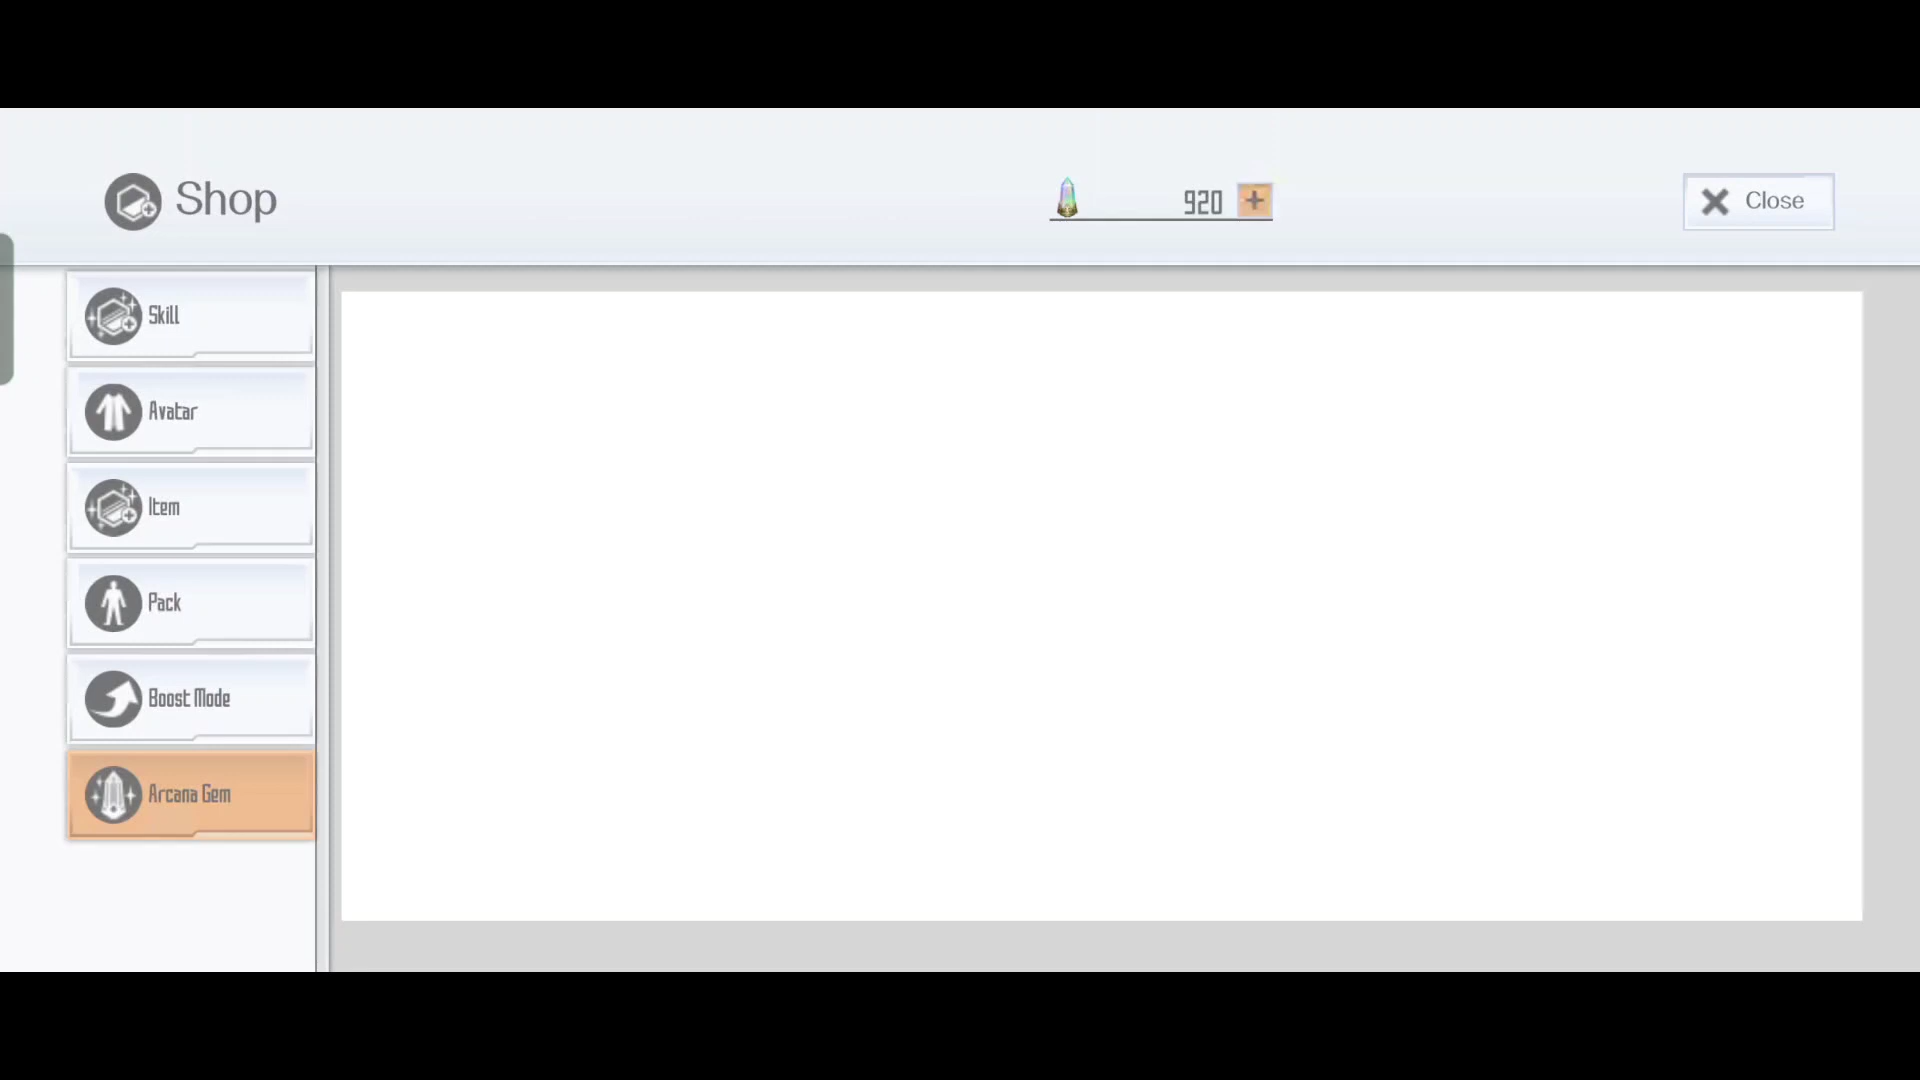 Shop
920
Close
Skill
Avatar
Item
Pack
Boost Mode
Arcana Gem